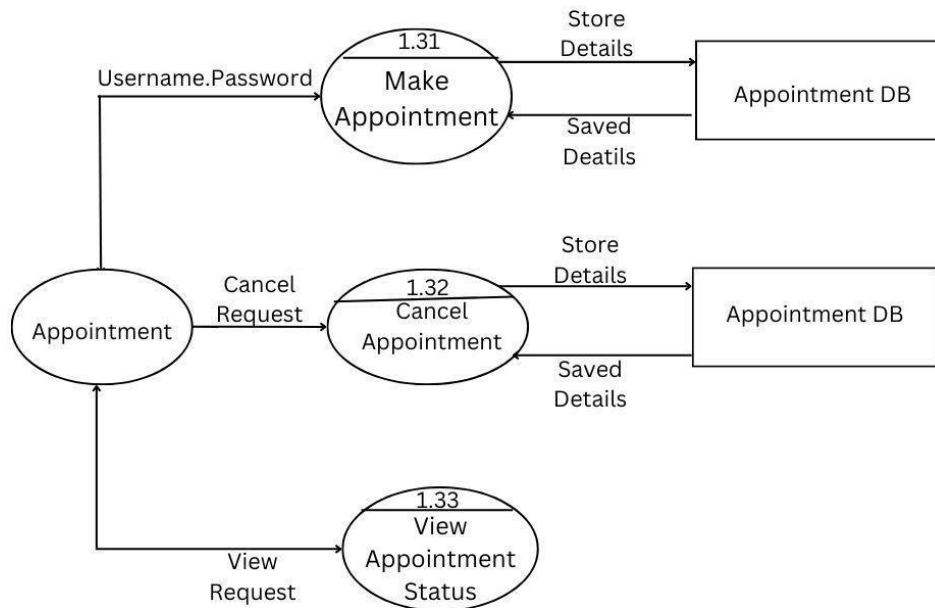 Username.Password
1.31
Make
Appointment
Store
Details
Saved
Deatils
Appointment DB
Appointment
Cancel
Request
1.32
Cancel
Appointment
Store
Details
Saved
Details
Appointment DB
View
Request
1.33
View
Appointment
Status